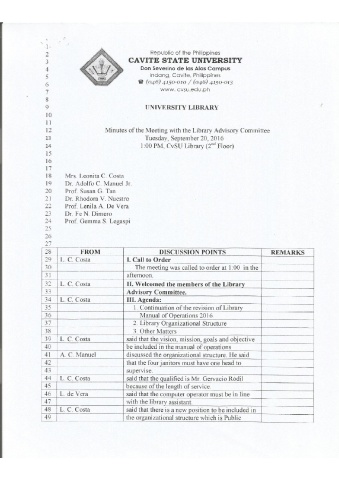 1
2 Republic of the Philippines
3 CAVITE STATE UNIVERSITY
4 Don Severino de las Alas Campus
5 Indang, Cavite, Philippines
6 ☎ (046) 4150-010 / (046) 4150-013
7 www.cvsu.edu.ph
8
9 UNIVERSITY LIBRARY
10
11
12 Minutes of the Meeting with the Library Advisory Committee
13 Tuesday, September 20, 2016
14 1:00 PM, CvSU Library (2nd Floor)
15
16
17
18 Mrs. Leonita C. Costa
19 Dr. Adolfo C. Manuel Jr.
20 Prof. Susan G. Tan
21 Dr. Rhodora V. Nuestro
22 Prof. Lenila A. De Vera
23 Dr. Fe N. Dimero
24 Prof. Gemma S. Legaspi
25
26
27
28 FROM DISCUSSION POINTS REMARKS
29 L. C. Costa I. Call to Order
30 The meeting was called to order at 1:00 in the
31 afternoon.
32 L. C. Costa II. Welcomed the members of the Library
33 Advisory Committee.
34 L. C. Costa III. Agenda:
35 1. Continuation of the revision of Library
36 Manual of Operations 2016
37 2. Library Organizational Structure
38 3. Other Matters
39 L. C. Costa said that the vision, mission, goals and objective
40 be included in the manual of operations
41 A. C. Manuel discussed the organizational structure. He said
42 that the four janitors must have one head to
43 supervise.
44 L. C. Costa said that the qualified is Mr. Gervacio Rodil
45 because of the length of service
46 L. de Vera said that the computer operator must be in line
47 with the library assistant.
48 L. C. Costa said that there is a new position to be included in
49 the organizational structure which is Public